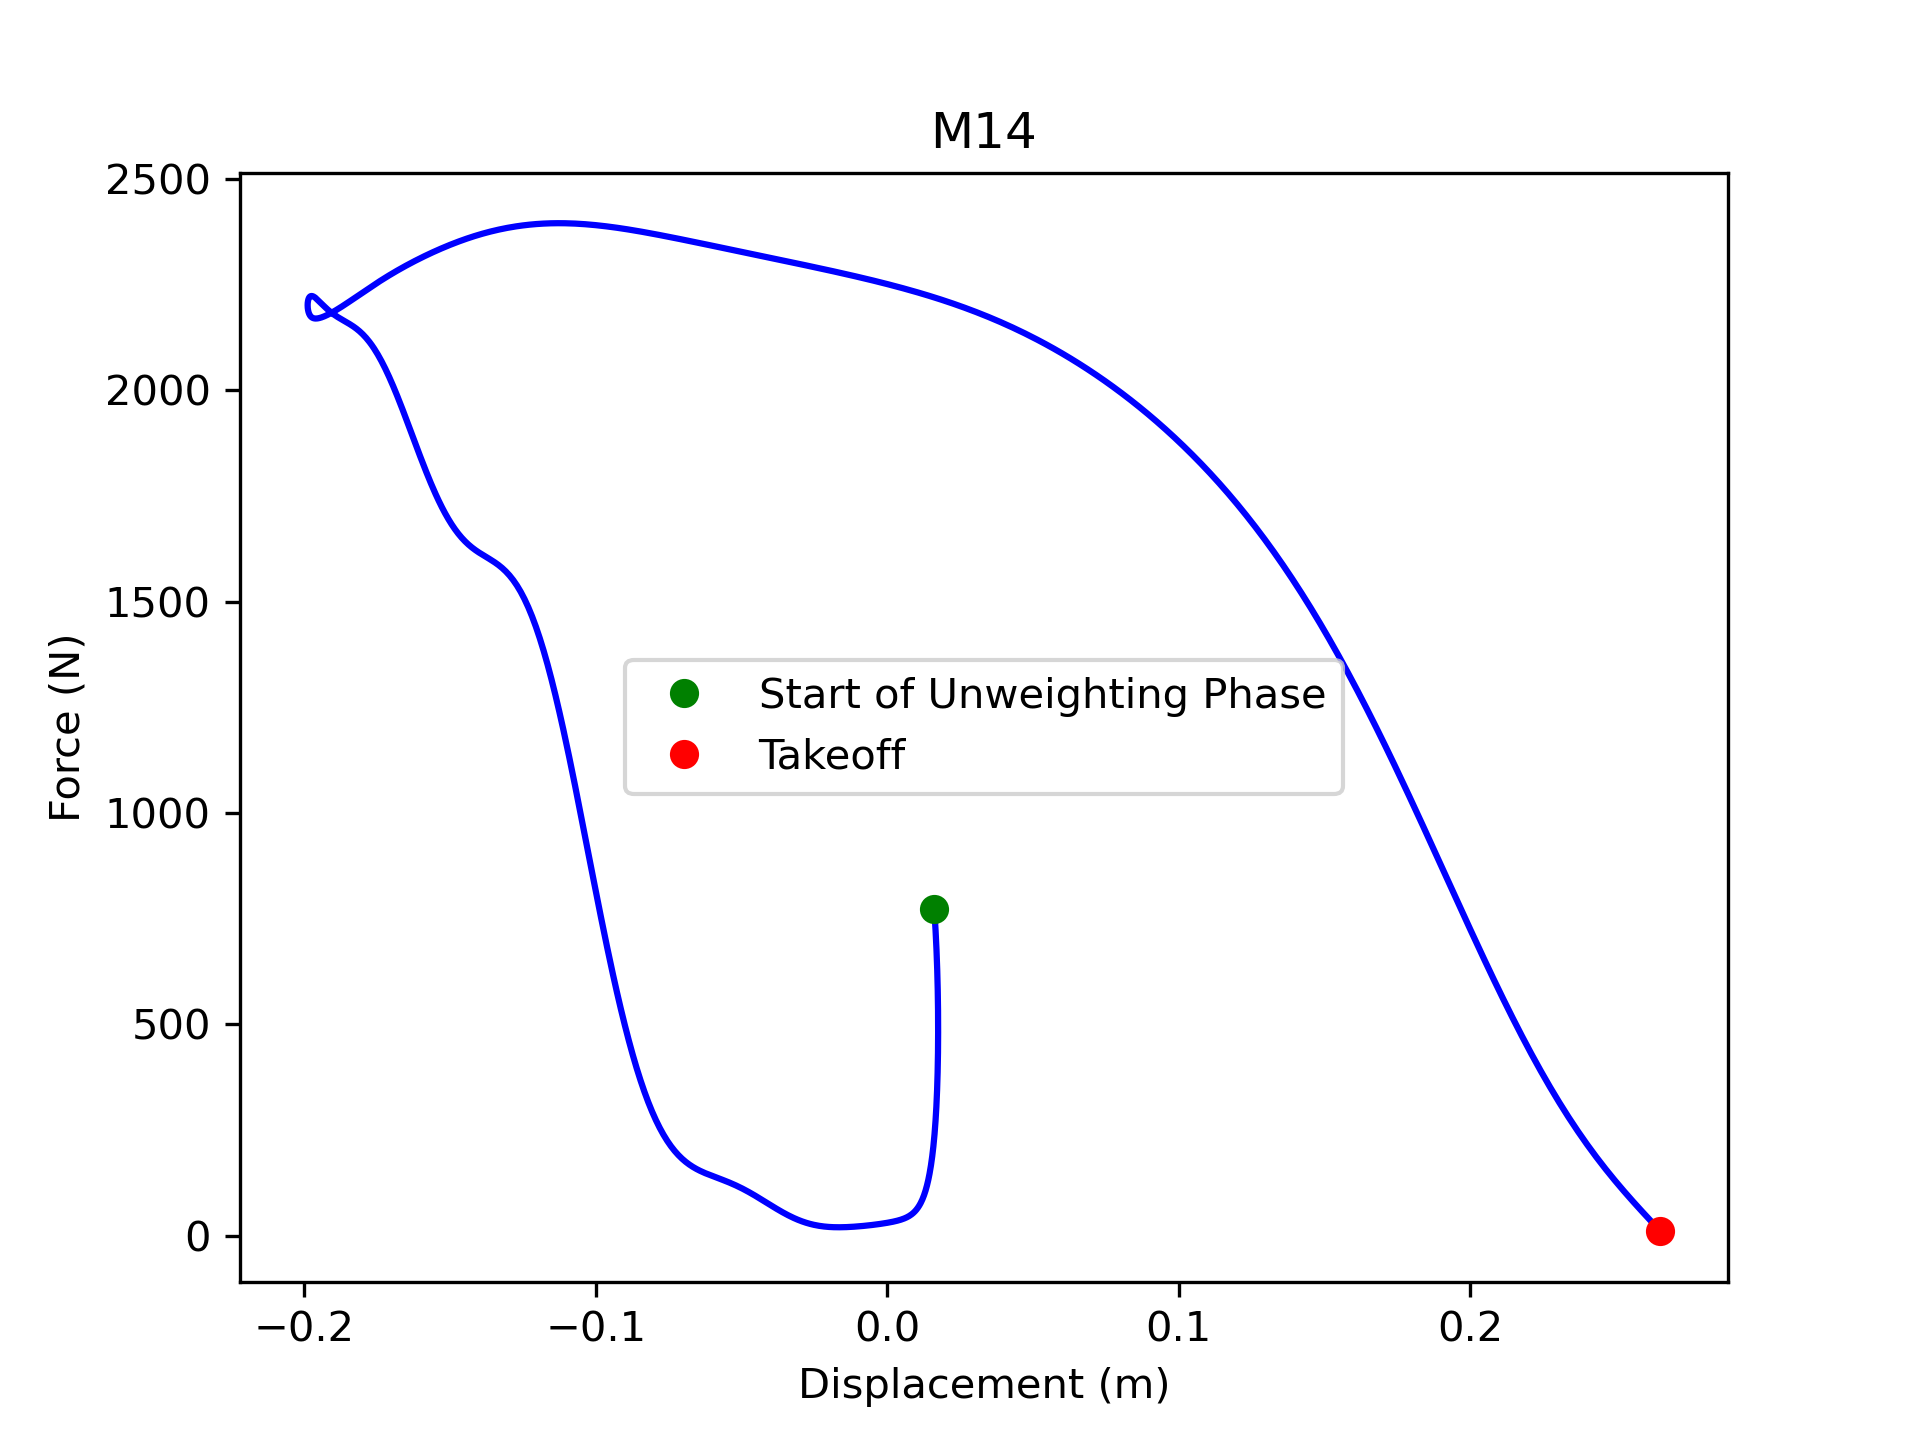 M14
2500
2000
1500
1000
500
0
Force (N)
Start of Unweighting Phase
Takeoff
−0.2 −0.1 0.0 0.1 0.2
Displacement (m)